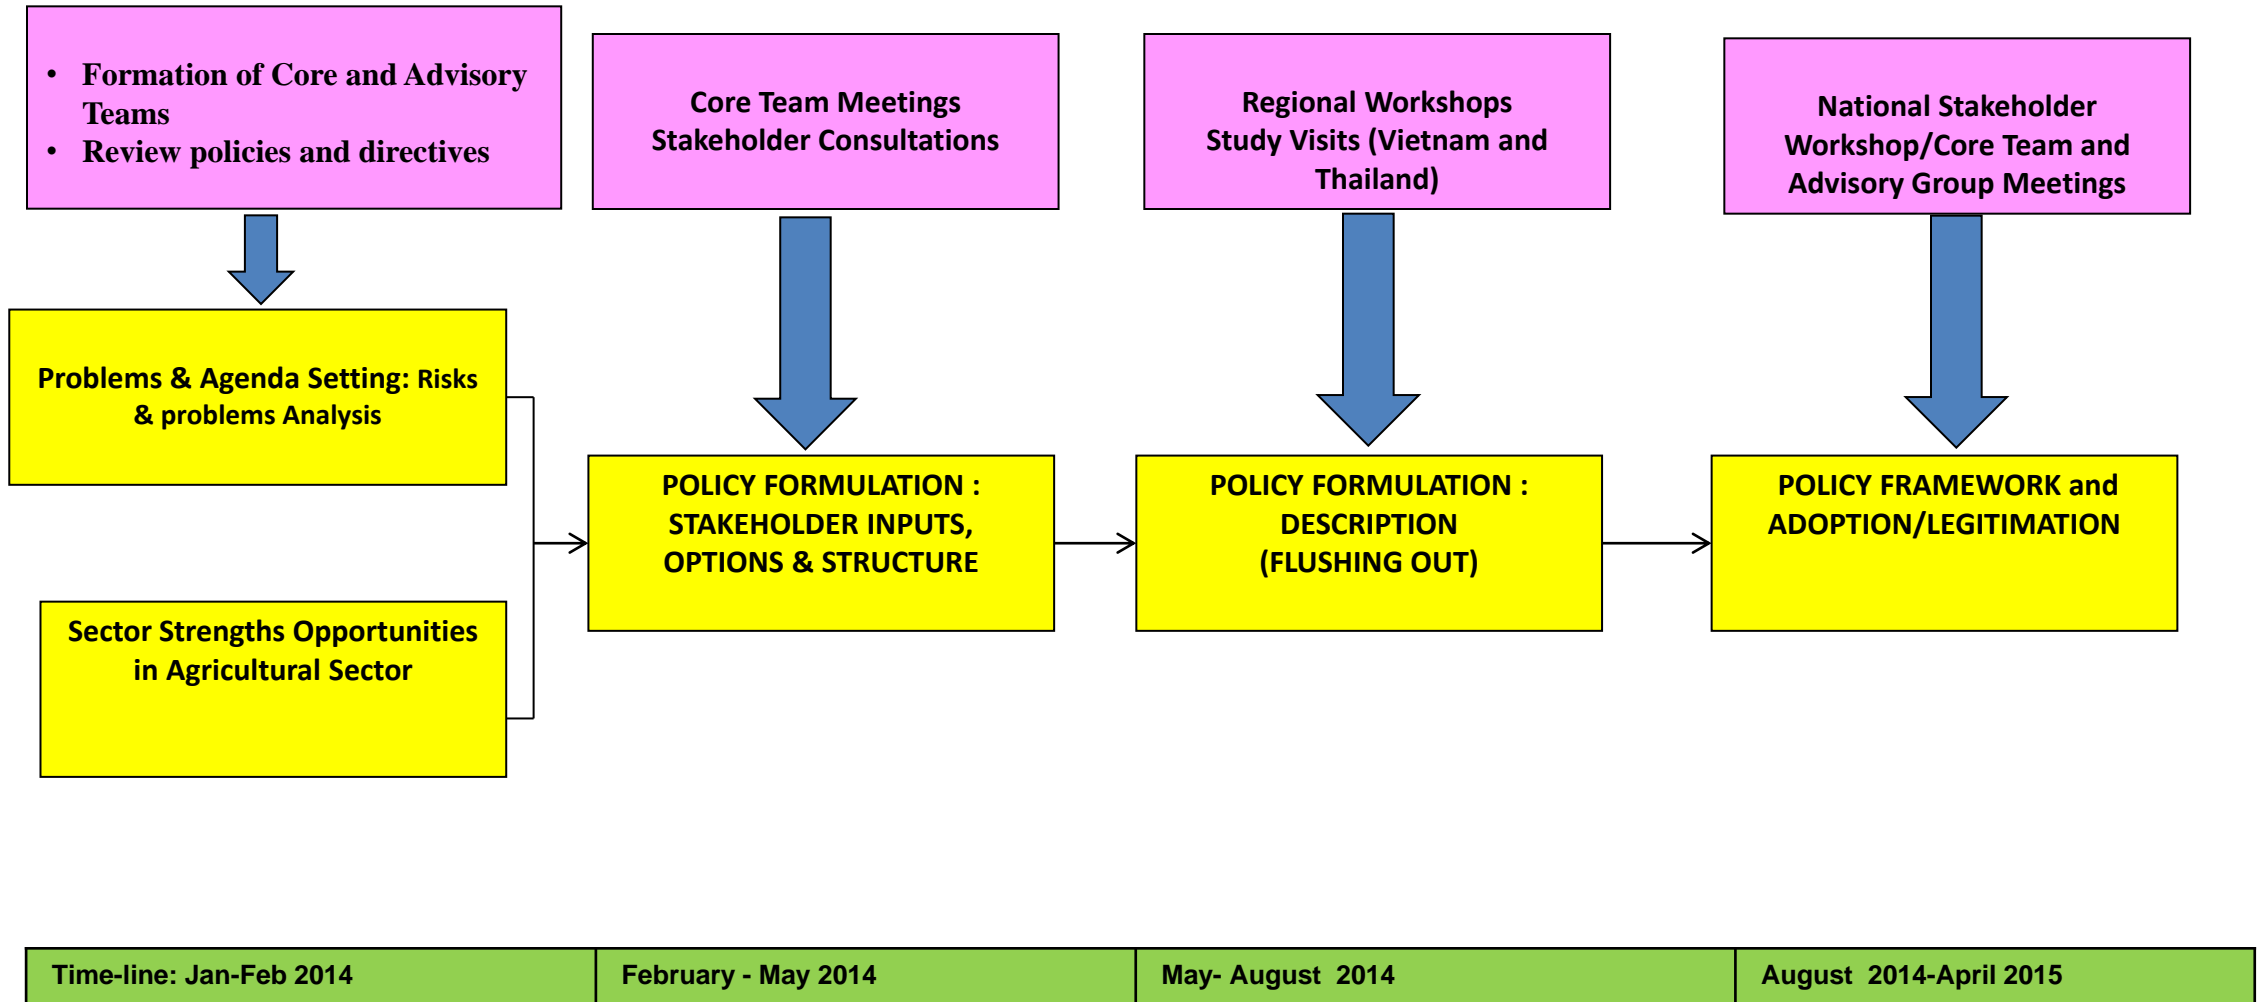 • Formation of Core and Advisory
Teams
• Review policies and directives
Core Team Meetings
Stakeholder Consultations
Regional Workshops
Study Visits (Vietnam and
Thailand)
National Stakeholder
Workshop/Core Team and
Advisory Group Meetings
Problems & Agenda Setting: Risks
& problems Analysis
Sector Strengths Opportunities
in Agricultural Sector
POLICY FORMULATION :
STAKEHOLDER INPUTS,
OPTIONS & STRUCTURE
POLICY FORMULATION :
DESCRIPTION
(FLUSHING OUT)
POLICY FRAMEWORK and
ADOPTION/LEGITIMATION
Time-line: Jan-Feb 2014
February - May 2014
May- August 2014
August 2014-April 2015